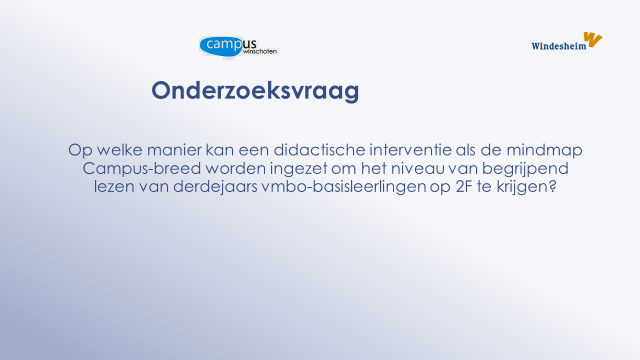 campus
winschoten
Windesheim
Onderzoeksvraag
Op welke manier kan een didactische interventie als de mindmap
Campus-breed worden ingezet om het niveau van begrijpend
lezen van derdejaars vmbo-basisleerlingen op 2F te krijgen?